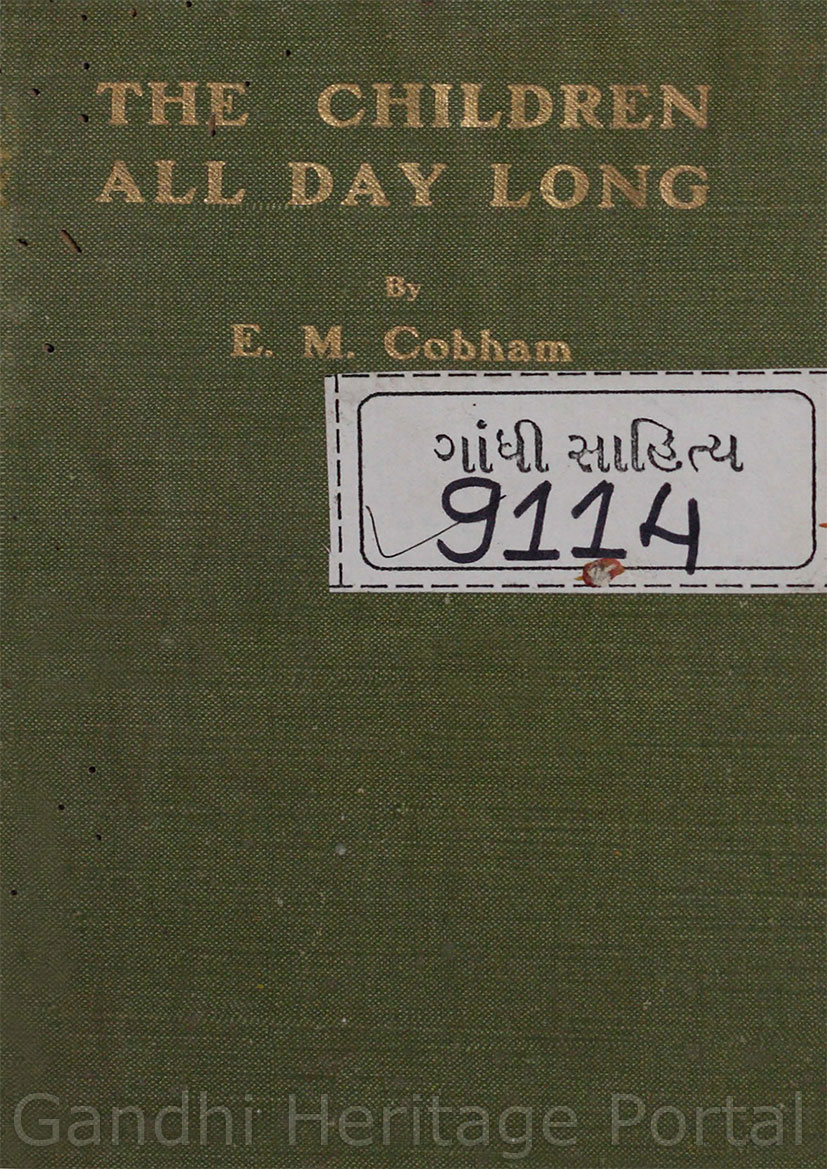 THE CHILDREN
ALL DAY LONG
By
E. M. Cobham
ગાંધી સાહિત્ય
9114
Gandhi Heritage Portal